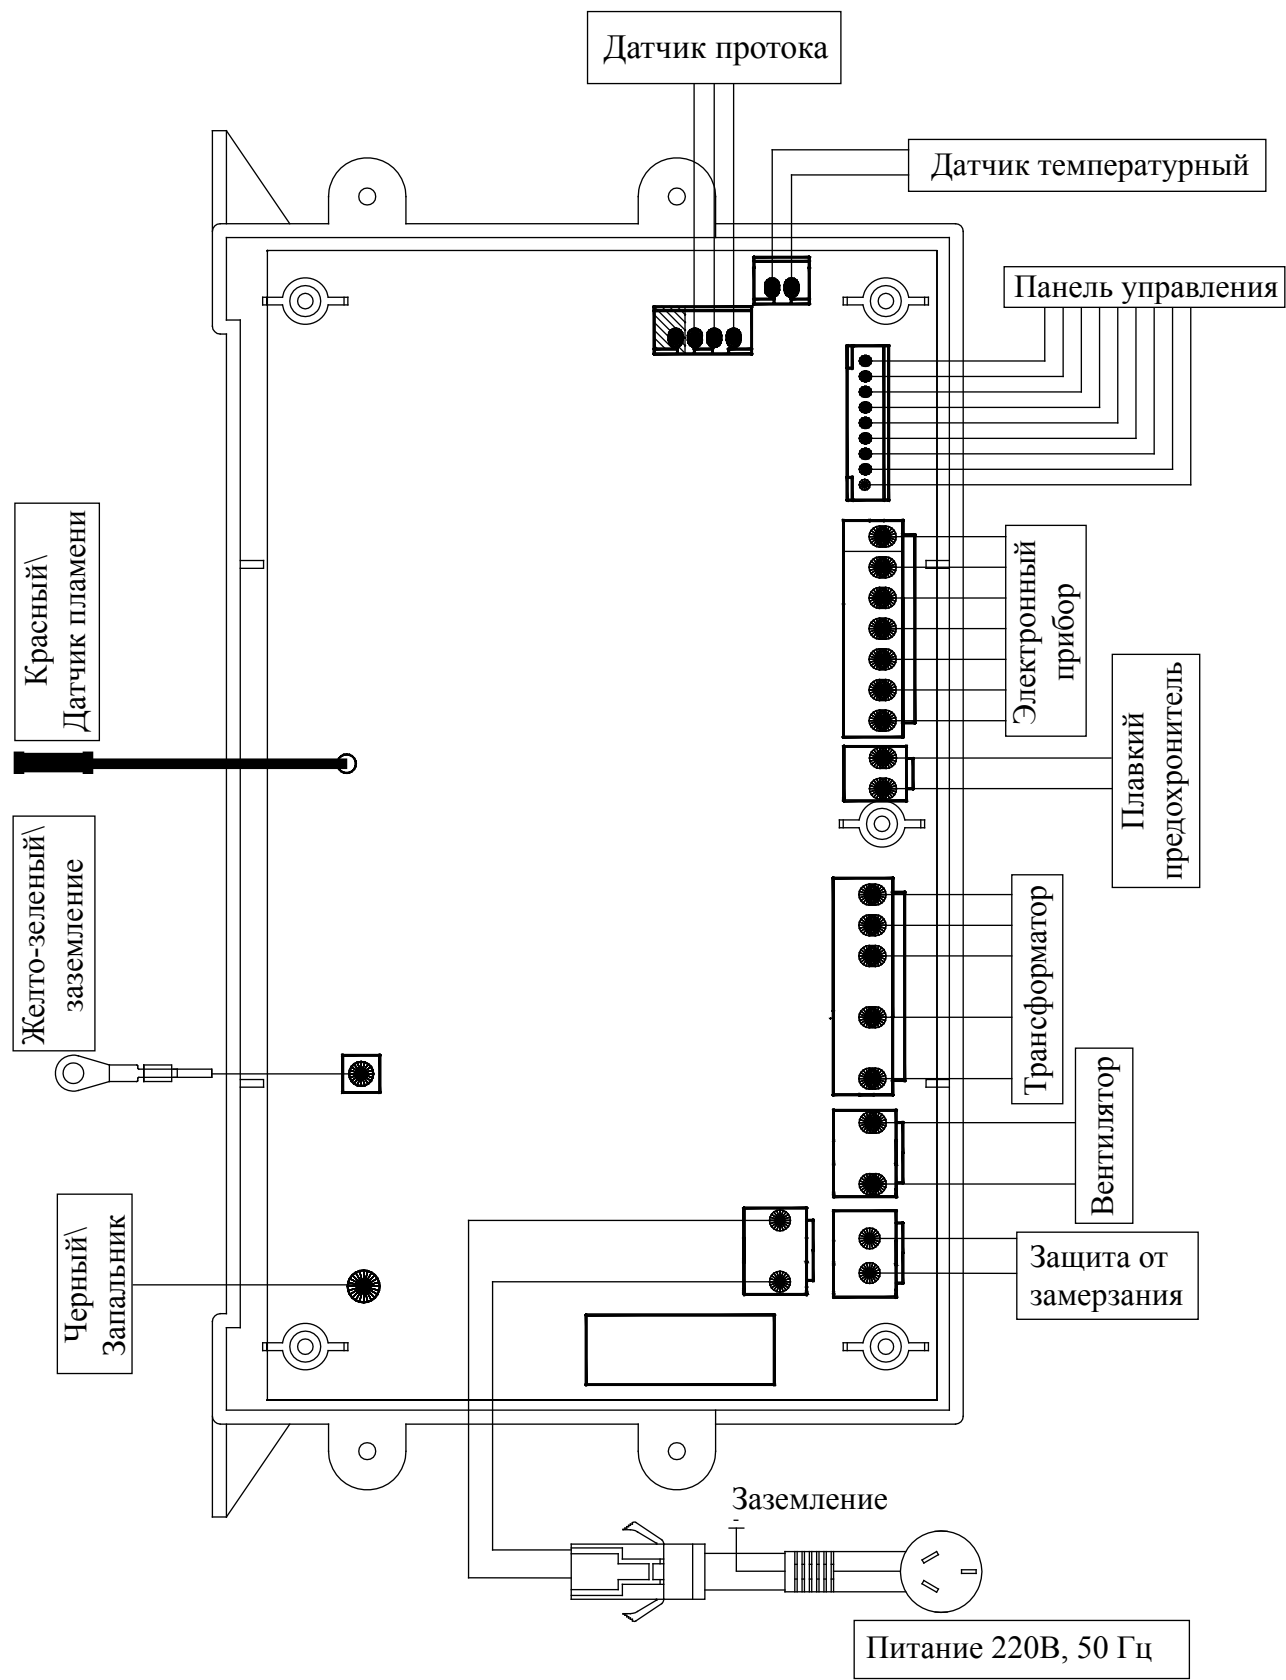 Датчик протока
Датчик температурный
Панель управления
Красный\
Датчик пламени
Электронный
прибор
Плавкий
предохронитель
Желто-зеленый\
заземление
Трансформатор
Вентилятор
Черный\
Запальник
Защита от
замерзания
Заземление
Питание 220В, 50 Гц